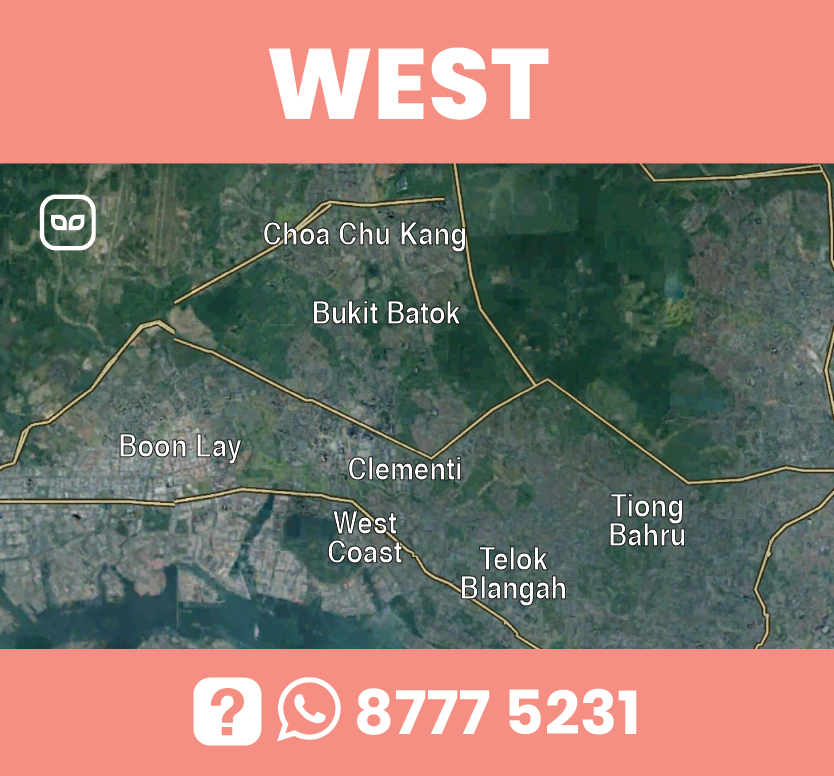 WEST
Choa Chu Kang
Bukit Batok
Boon Lay
Clementi
West
Coast
Tiong
Bahru
Telok
Blangah
? 8777 5231